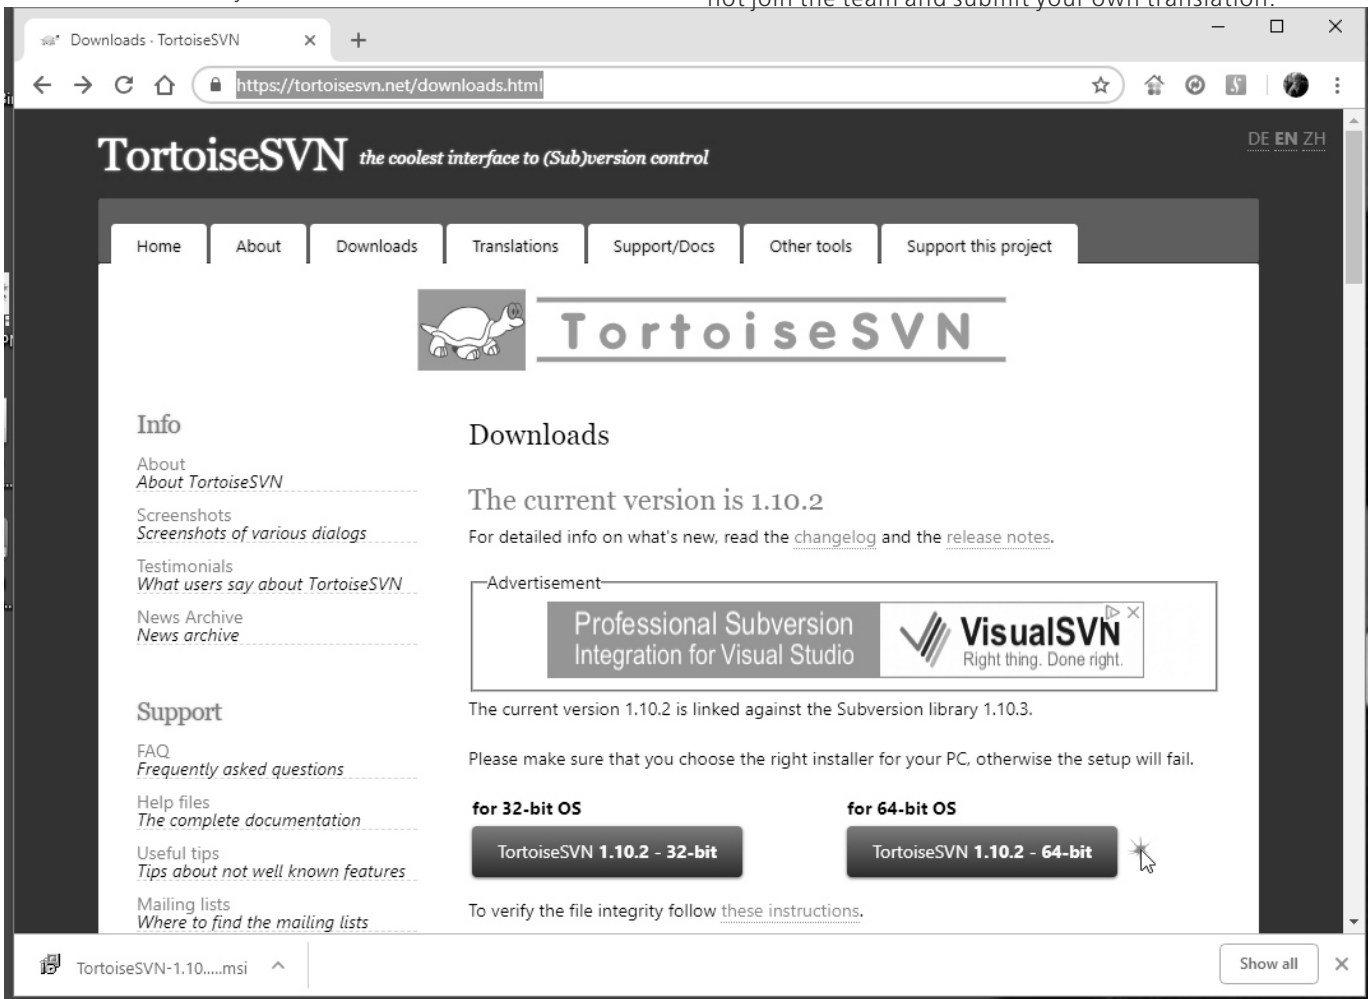 not join the team and submit your own translation.
Downloads · TortoiseSVN
https://tortoisesvn.net/downloads.html
TortoiseSVN the coolest interface to (Sub)version control
DE EN ZH
Home About Downloads Translations Support/Docs Other tools Support this project
TortoiseSVN
Info
About
About TortoiseSVN
Screenshots
Screenshots of various dialogs
Testimonials
What users say about TortoiseSVN
News Archive
News archive
Support
FAQ
Frequently asked questions
Help files
The complete documentation
Useful tips
Tips about not well known features
Mailing lists
Where to find the mailing lists
Downloads
The current version is 1.10.2
For detailed info on what's new, read the changelog and the release notes.
Advertisement
Professional Subversion
Integration for Visual Studio
VisualSVN
Right thing. Done right.
The current version 1.10.2 is linked against the Subversion library 1.10.3.
Please make sure that you choose the right installer for your PC, otherwise the setup will fail.
for 32-bit OS for 64-bit OS
TortoiseSVN 1.10.2 - 32-bit TortoiseSVN 1.10.2 - 64-bit
To verify the file integrity follow these instructions.
TortoiseSVN-1.10.....msi
Show all